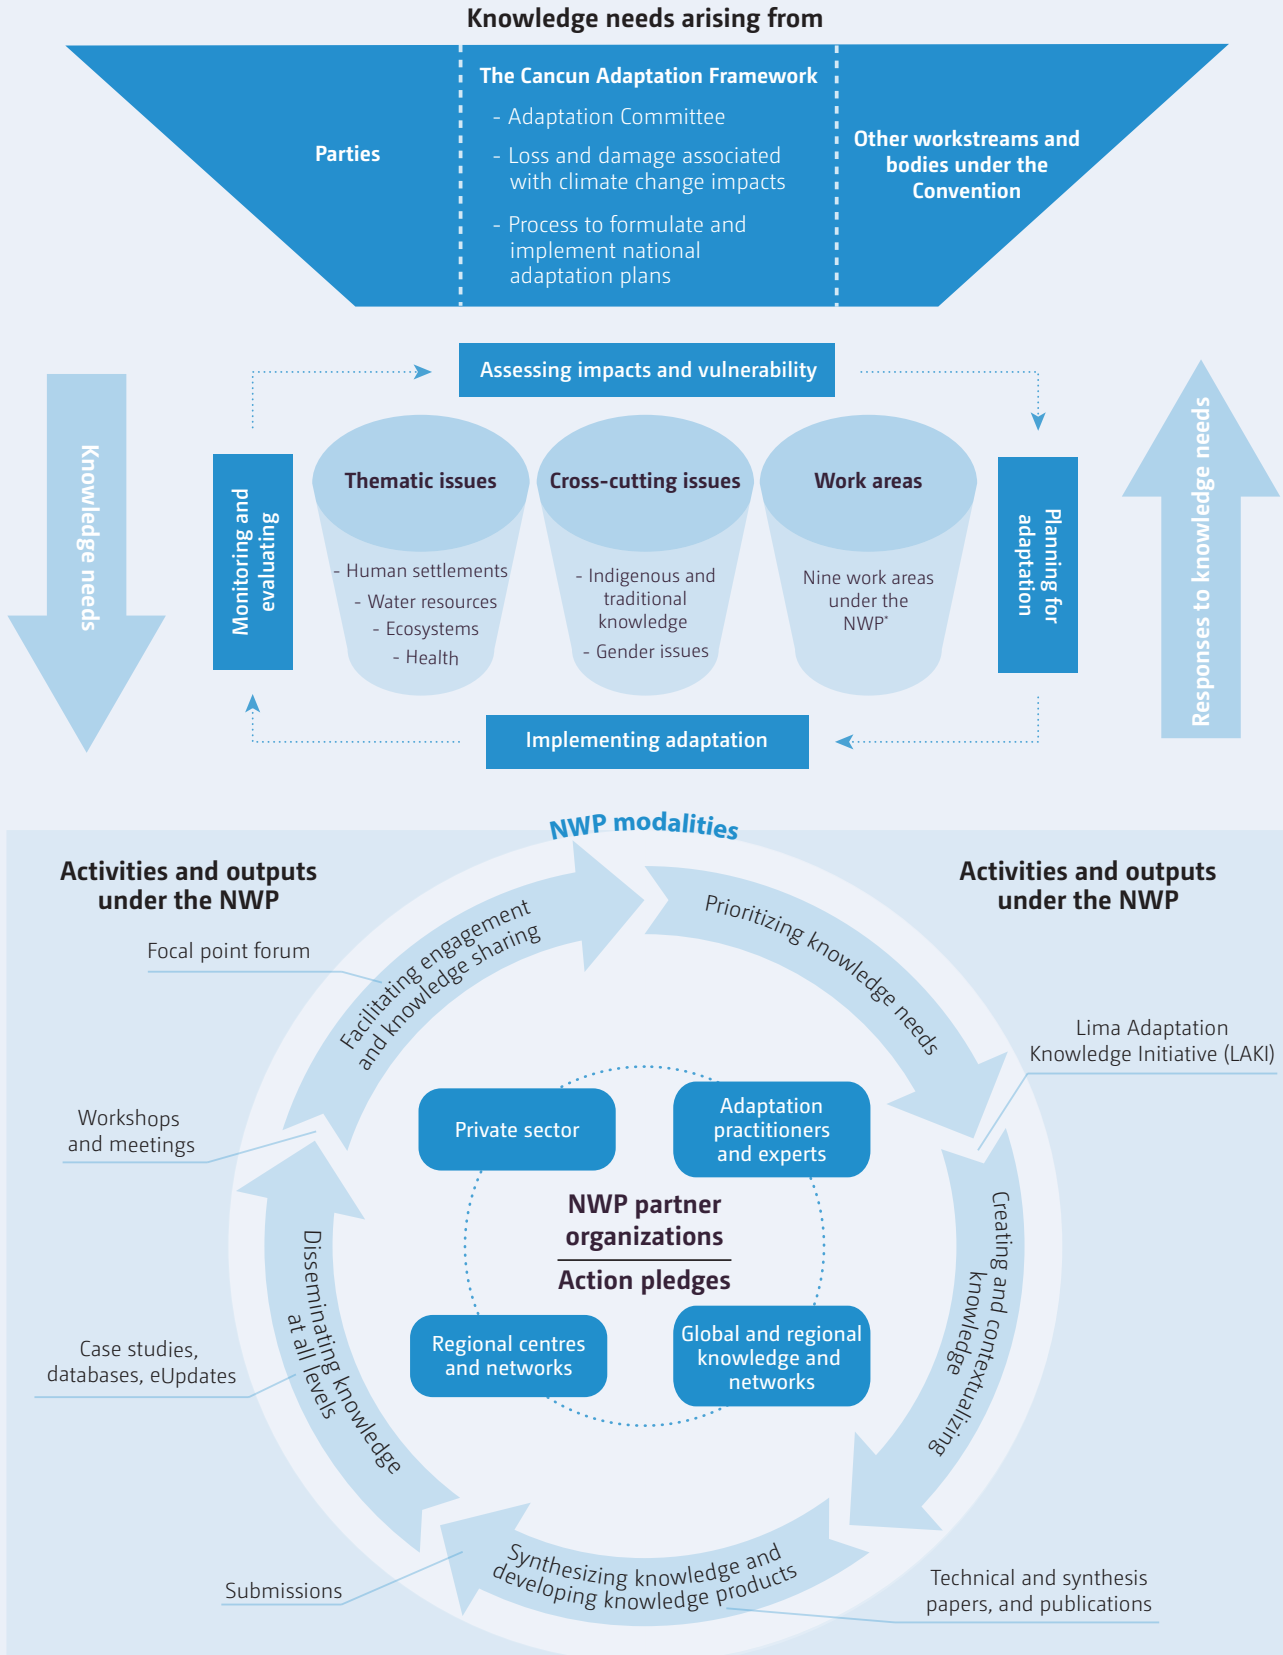 Knowledge needs arising from
Parties
The Cancun Adaptation Framework
- Adaptation Committee
- Loss and damage associated
with climate change impacts
- Process to formulate and
implement national
adaptation plans
Other workstreams and
bodies under the
Convention
Knowledge needs
Assessing impacts and vulnerability
Monitoring and
evaluating
Thematic issues
- Human settlements
- Water resources
- Ecosystems
- Health
Cross-cutting issues
- Indigenous and
traditional
knowledge
- Gender issues
Work areas
Nine work areas
under the
NWP*
Planning for
adaptation
Implementing adaptation
Responses to knowledge needs
NWP modalities
Activities and outputs
under the NWP
Activities and outputs
under the NWP
Focal point forum
Facilitating engagement
and knowledge sharing
Prioritizing knowledge needs
Lima Adaptation
Knowledge Initiative (LAKI)
Workshops
and meetings
Private sector
Adaptation
practitioners
and experts
NWP partner
organizations
Action pledges
Regional centres
and networks
Global and regional
knowledge and
networks
Creating and contextualizing
knowledge
Disseminating knowledge
at all levels
Case studies,
databases, eUpdates
Synthesizing knowledge and
developing knowledge products
Submissions
Technical and synthesis
papers, and publications